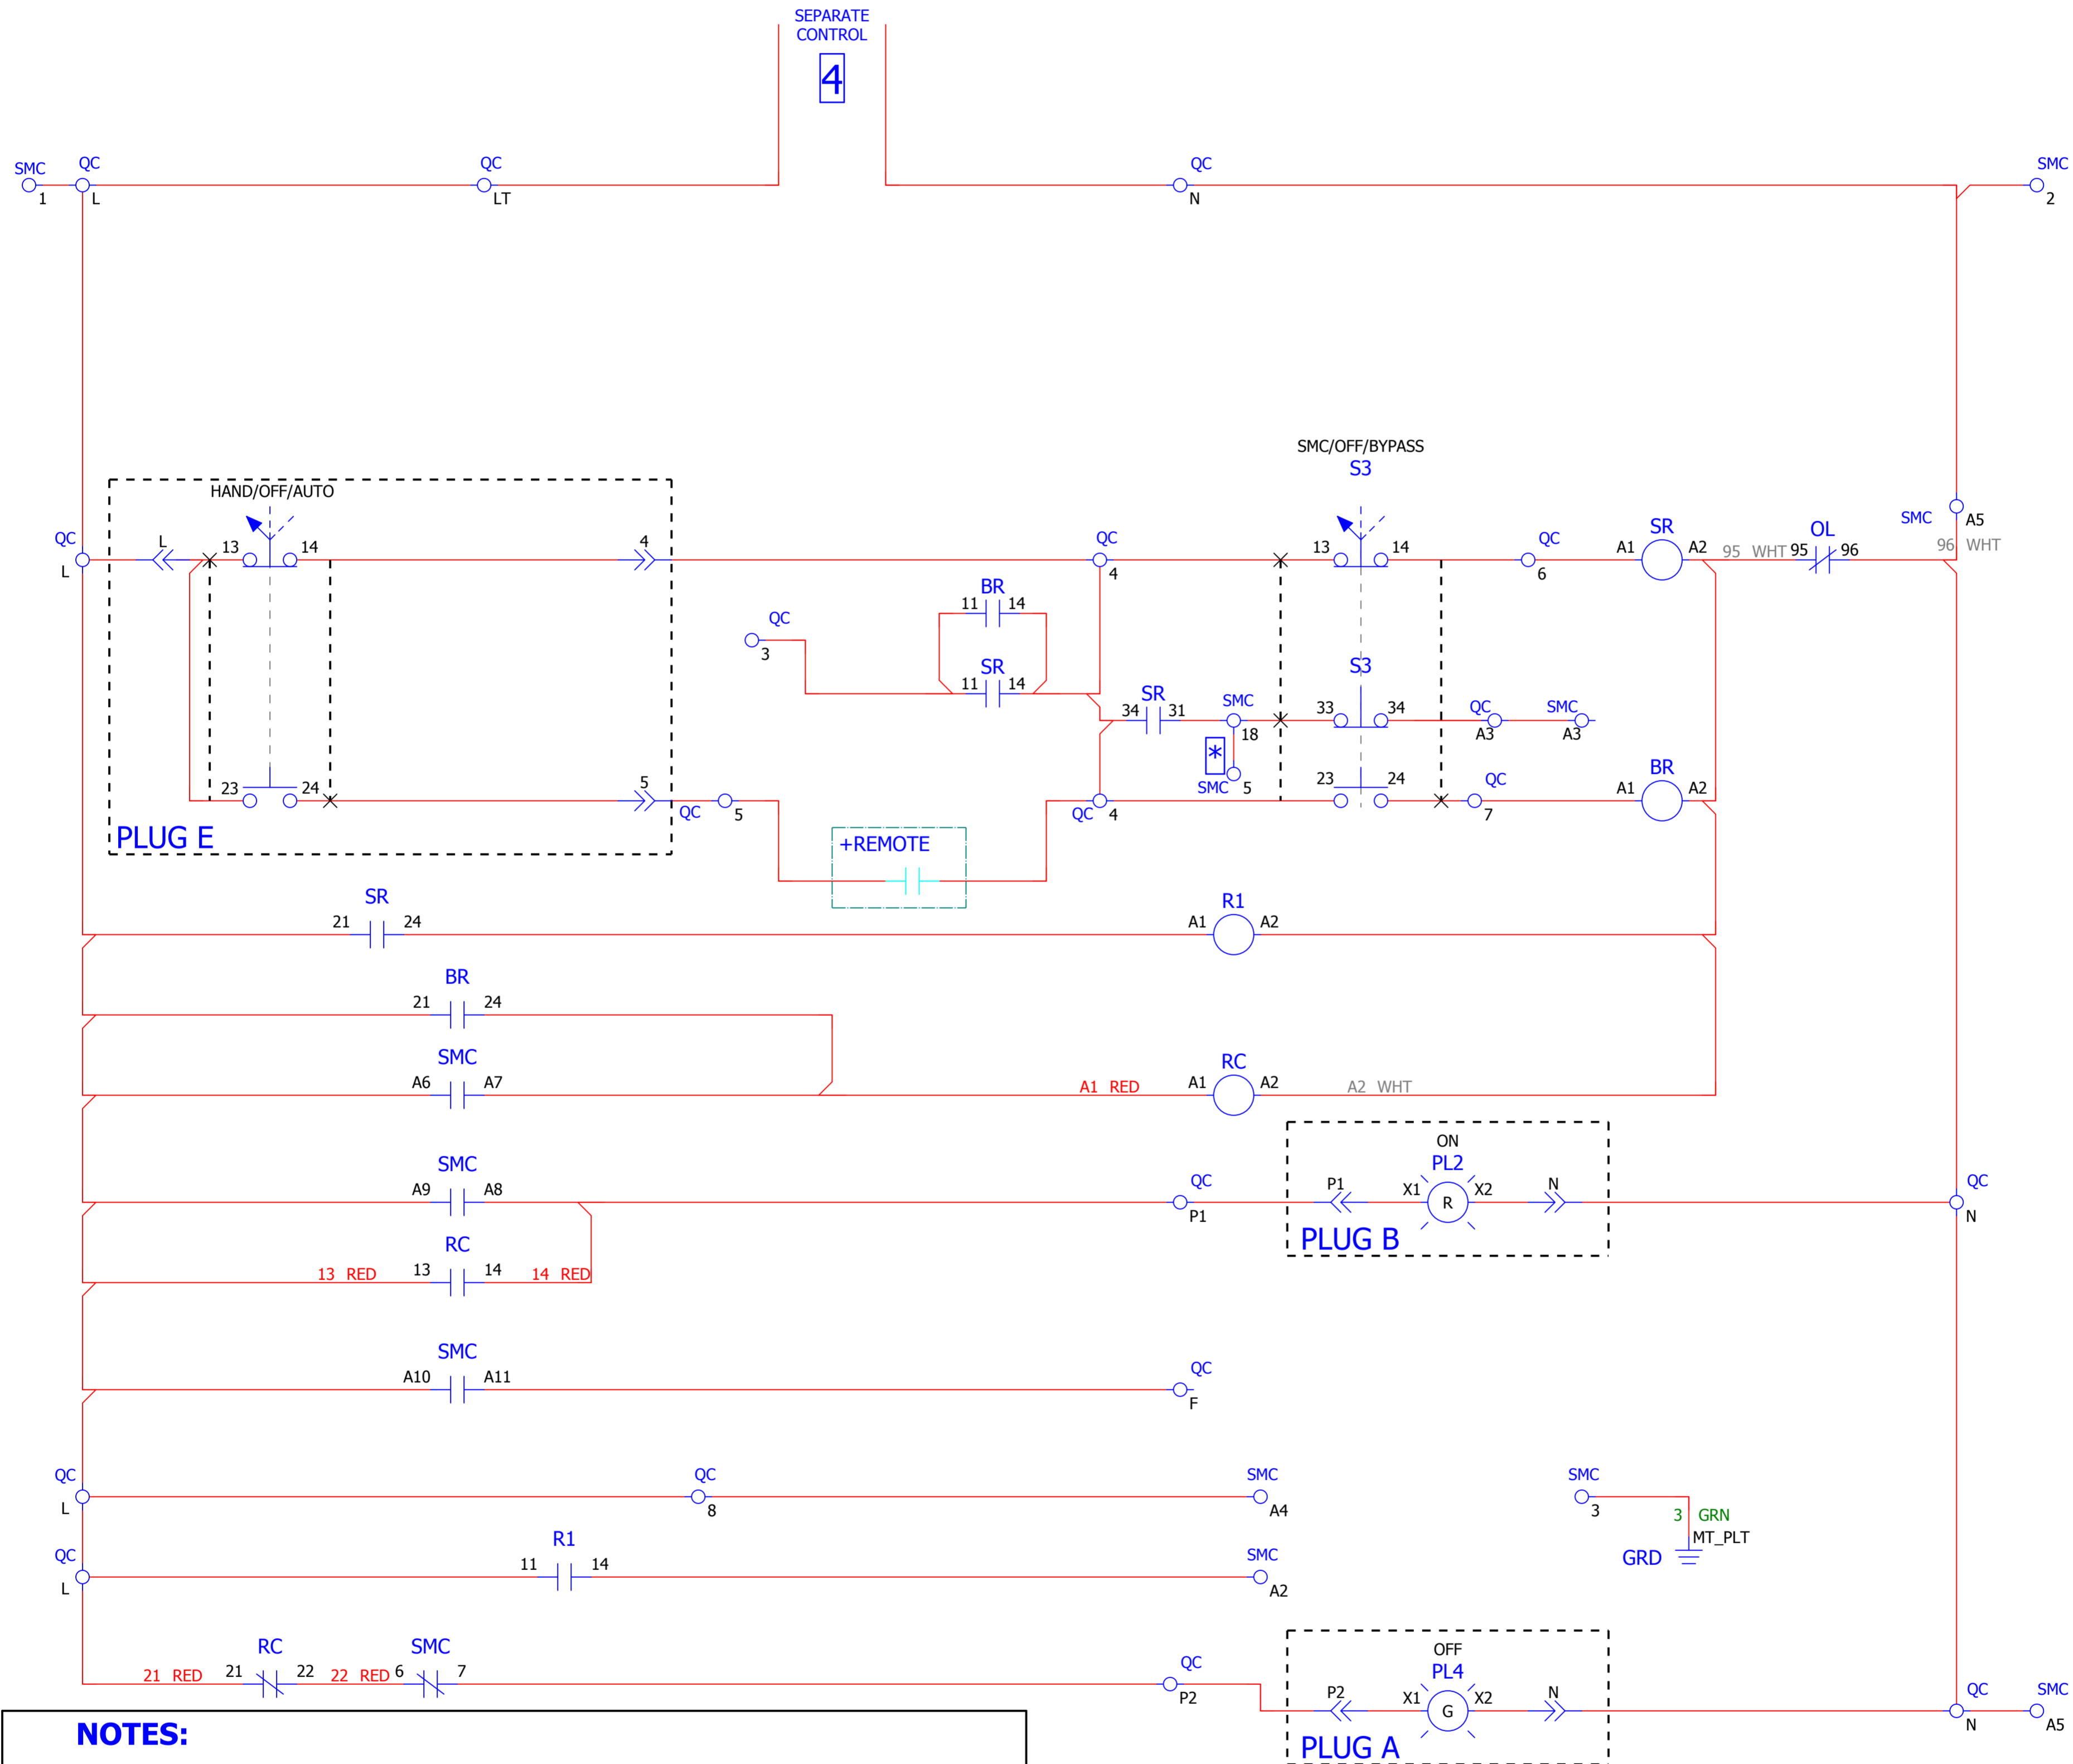 SEPARATE
CONTROL
4
SMC
1
QC
L
QC
LT
QC
N
SMC
2
SMC/OFF/BYPASS
S3
HAND/OFF/AUTO
QC
L
L
13
14
4
QC
4
13
14
QC
6
SR
A1
A2
95 WHT
OL
95
96
SMC
A5
96 WHT
BR
11
14
QC
3
SR
11
14
SR
34
31
SMC
18
*
SMC
5
S3
33
34
QC
A3
SMC
A3
23
24
5
QC
5
QC
4
23
24
QC
7
BR
A1
A2
PLUG E
+REMOTE
SR
21
24
R1
A1
A2
BR
21
24
SMC
A6
A7
A1 RED
RC
A1
A2
A2 WHT
SMC
A9
A8
QC
P1
ON
PL2
P1
X1
R
X2
N
PLUG B
QC
N
RC
13 RED
13
14
14 RED
SMC
A10
A11
QC
F
QC
L
QC
8
SMC
A4
SMC
3
3 GRN
MT_PLT
GRD
QC
L
R1
11
14
SMC
A2
RC
21 RED
21
22
22 RED
SMC
6
7
QC
P2
OFF
PL4
P2
X1
G
X2
N
PLUG A
QC
N
SMC
A5
NOTES: